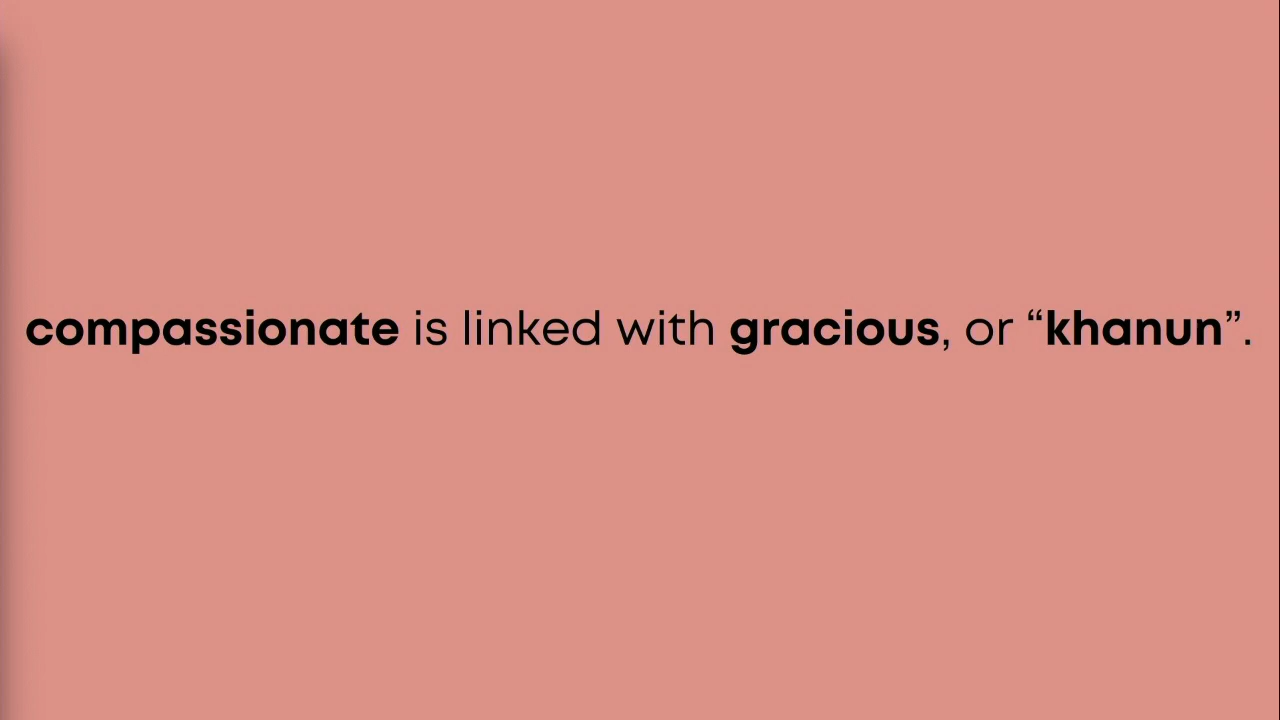 compassionate is linked with gracious, or “khanun”.